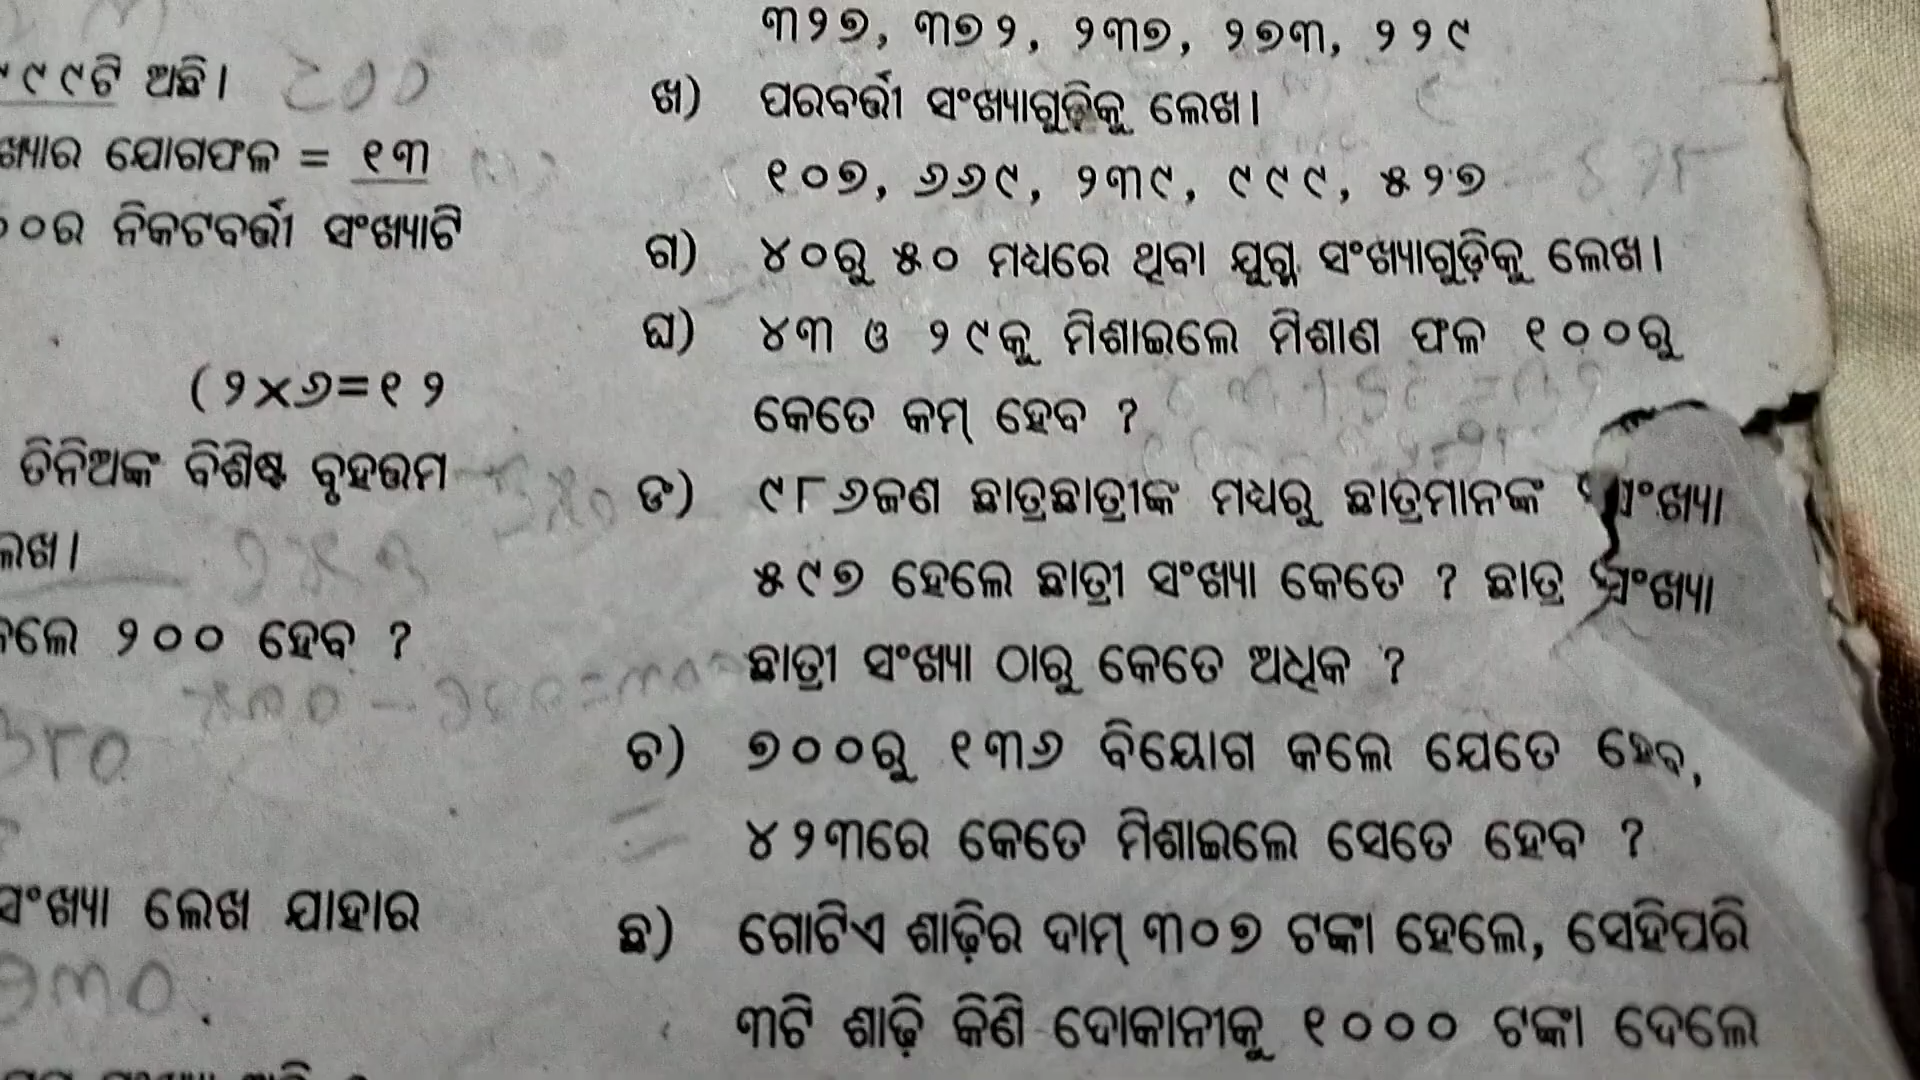 ୯୯ଟି ଅଛି।
ଖ୍ୟାର ଯୋଗଫଳ = ୧୩
୦ର ନିକଟବର୍ତ୍ତୀ ସଂଖ୍ୟାଟି
(୨×୬=୧୨
ତିନିଅଙ୍କ ବିଶିଷ୍ଟ ବୃହତ୍ତମ
ଲେଖ।
୨୦୦ ହେବ ?
ସଂଖ୍ୟା ଲେଖ ଯାହାର
୩୨୭, ୩୭୨, ୨୩୭, ୨୭୩, ୨୨୯
ଖ) ପରବର୍ତ୍ତୀ ସଂଖ୍ୟାଗୁଡ଼ିକୁ ଲେଖ।
୧୦୭, ୬୬୯, ୨୩୯, ୯୯୯, ୫୨୭
ଗ) ୪୦ରୁ ୫୦ ମଧ୍ୟରେ ଥିବା ଯୁଗ୍ମ ସଂଖ୍ୟାଗୁଡ଼ିକୁ ଲେଖ।
ଘ) ୪୩ ଓ ୨୯କୁ ମିଶାଇଲେ ମିଶାଣ ଫଳ ୧୦୦ରୁ
କେତେ କମ୍ ହେବ ?
ଙ) ୯୮୬ଜଣ ଛାତ୍ରଛାତ୍ରୀଙ୍କ ମଧ୍ୟରୁ ଛାତ୍ରମାନଙ୍କ ସଂଖ୍ୟା
୫୯୭ ହେଲେ ଛାତ୍ରୀ ସଂଖ୍ୟା କେତେ ? ଛାତ୍ର ସଂଖ୍ୟା
ଛାତ୍ରୀ ସଂଖ୍ୟା ଠାରୁ କେତେ ଅଧିକ ?
ଚ) ୭୦୦ରୁ ୧୩୬ ବିୟୋଗ କଲେ ଯେତେ ହେବ,
୪୨୩ରେ କେତେ ମିଶାଇଲେ ସେତେ ହେବ ?
ଛ) ଗୋଟିଏ ଶାଢ଼ିର ଦାମ୍ ୩୦୭ ଟଙ୍କା ହେଲେ, ସେହିପରି
୩ଟି ଶାଢ଼ି କିଣି ଦୋକାନୀକୁ ୧୦୦୦ ଟଙ୍କା ଦେଲେ